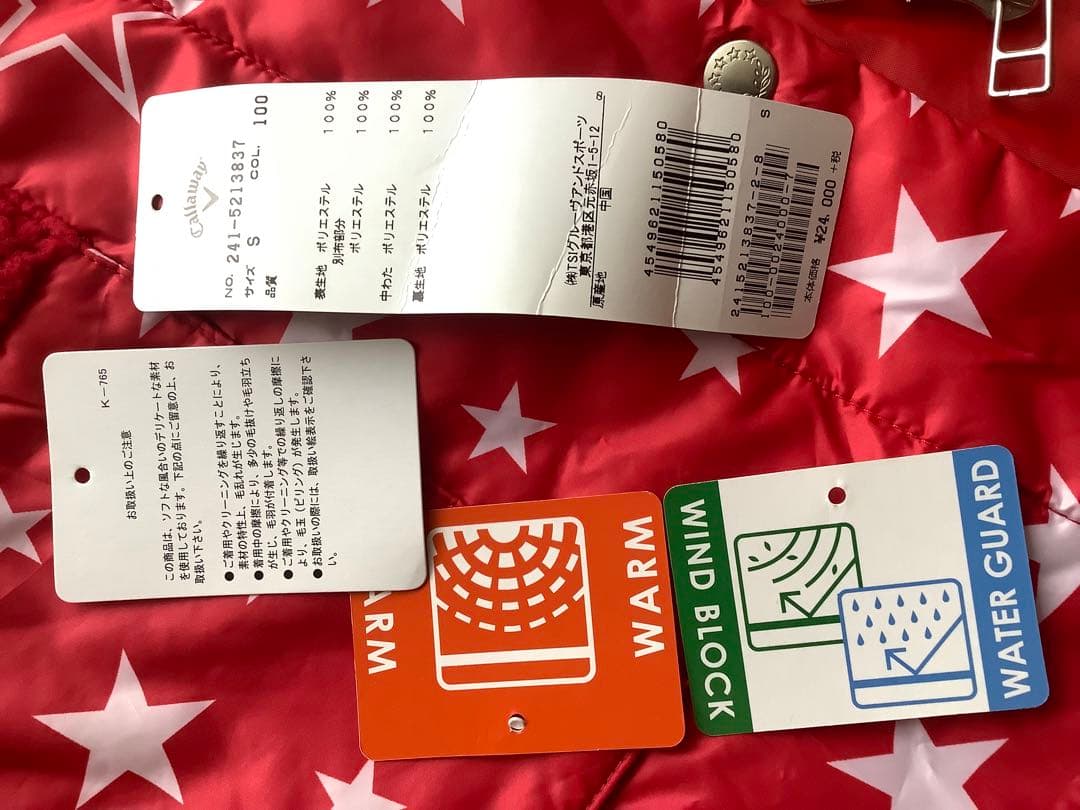 Callaway
NO. 241-5213837
サイズ S COL. 100
品質
表生地 ポリエステル 100%
別布部分
ポリエステル 100%
中わた ポリエステル 100%
裏生地 ポリエステル 100%
㈱TSIグルーヴアンドスポーツ
東京都港区元赤坂1-5-12 8
原産地 中国
4549621150580
4549621150580
2415213837-2-8
S
本体価格 ¥24,000 +税
K-765
お取扱い上のご注意
この商品は、ソフトな風合いのデリケートな素材
を使用しております。下記の点にご留意の上、お
取扱い下さい。
●ご着用やクリーニングを繰り返すことにより、
素材の特性上、毛乱れが生じます。
●着用中の摩擦により、多少の毛抜けや毛羽立ち
が生じ、毛羽が付着します。
●ご着用やクリーニング等での繰り返しの摩擦に
より、毛玉（ピリング）が発生します。
●お取扱いの際には、取扱い絵表示をご確認下さ
い。
ARM
WARM
WIND BLOCK
WATER GUARD